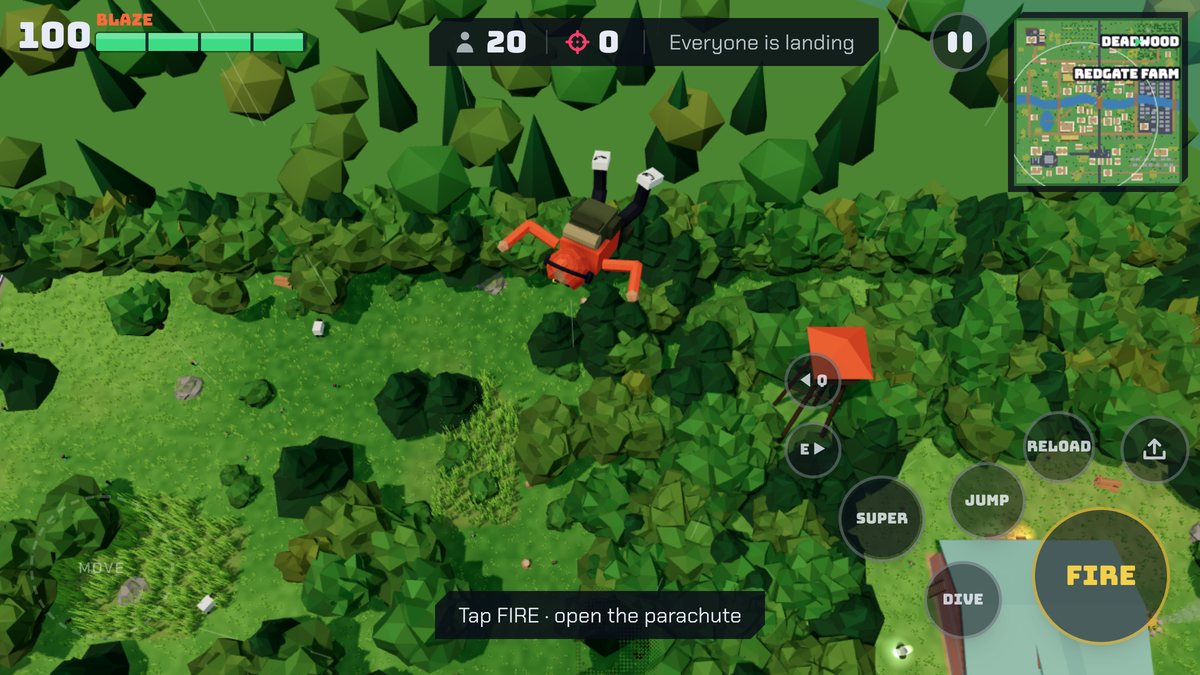 100
BLAZE
20
0
Everyone is landing
DEADWOOD
REDGATE FARM
Q
E
RELOAD
JUMP
SUPER
FIRE
MOVE
DIVE
Tap FIRE · open the parachute